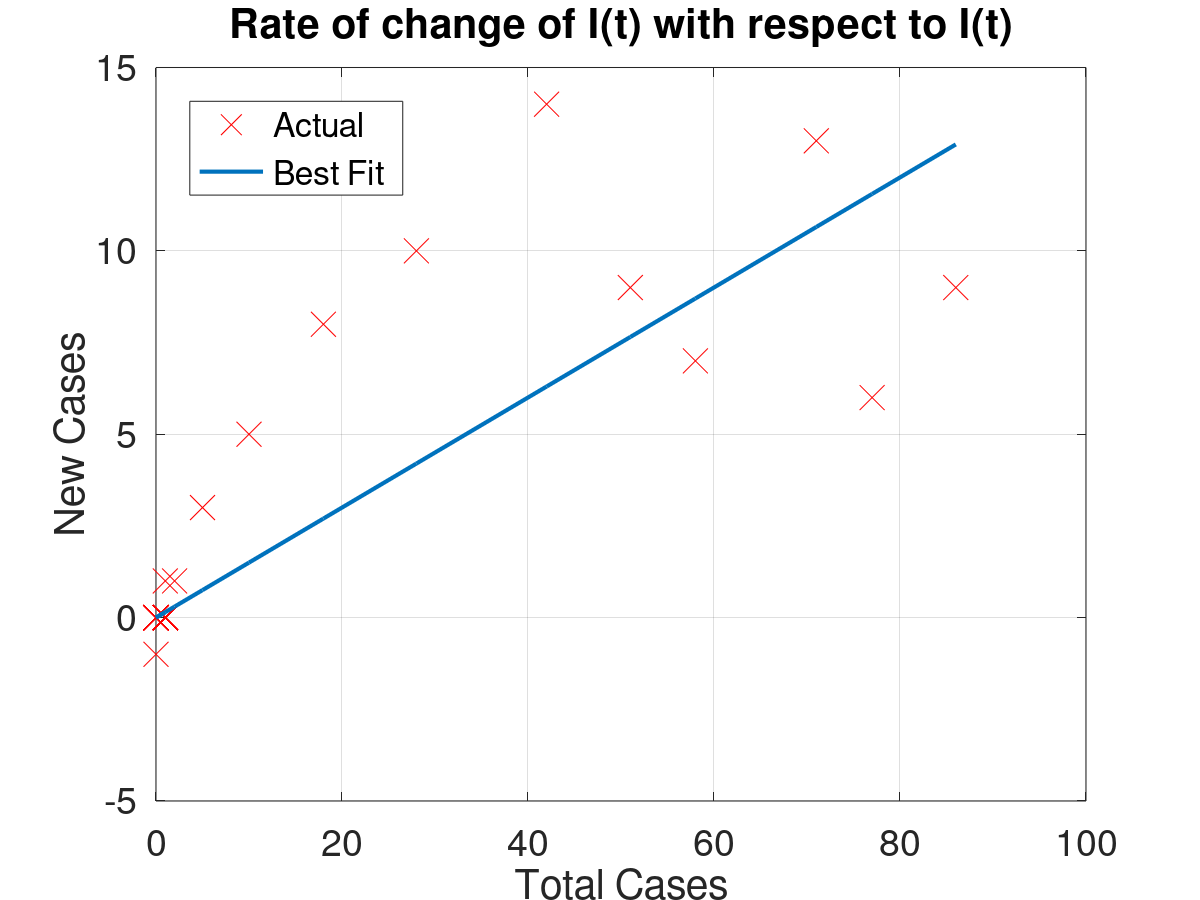 Rate of change of I(t) with respect to I(t)
15
Actual
Best Fit
10
5
0
-5
New Cases
0 20 40 60 80 100
Total Cases